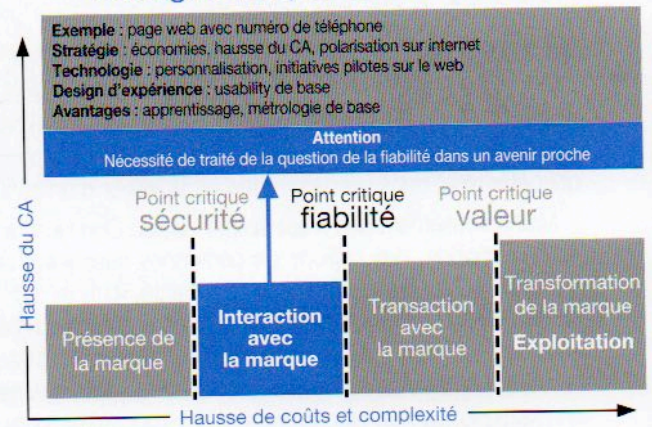 Exemple : page web avec numéro de téléphone
Stratégie : économies, hausse du CA, polarisation sur internet
Technologie : personnalisation, initiatives pilotes sur le web
Design d'expérience : usability de base
Avantages : apprentissage, métrologie de base
Attention
Nécessité de traité de la question de la fiabilité dans un avenir proche
Point critique
sécurité
Point critique
fiabilité
Point critique
valeur
Hausse du CA
Présence de
la marque
Interaction
avec
la marque
Transaction
avec
la marque
Transformation
de la marque
Exploitation
Hausse de coûts et complexité